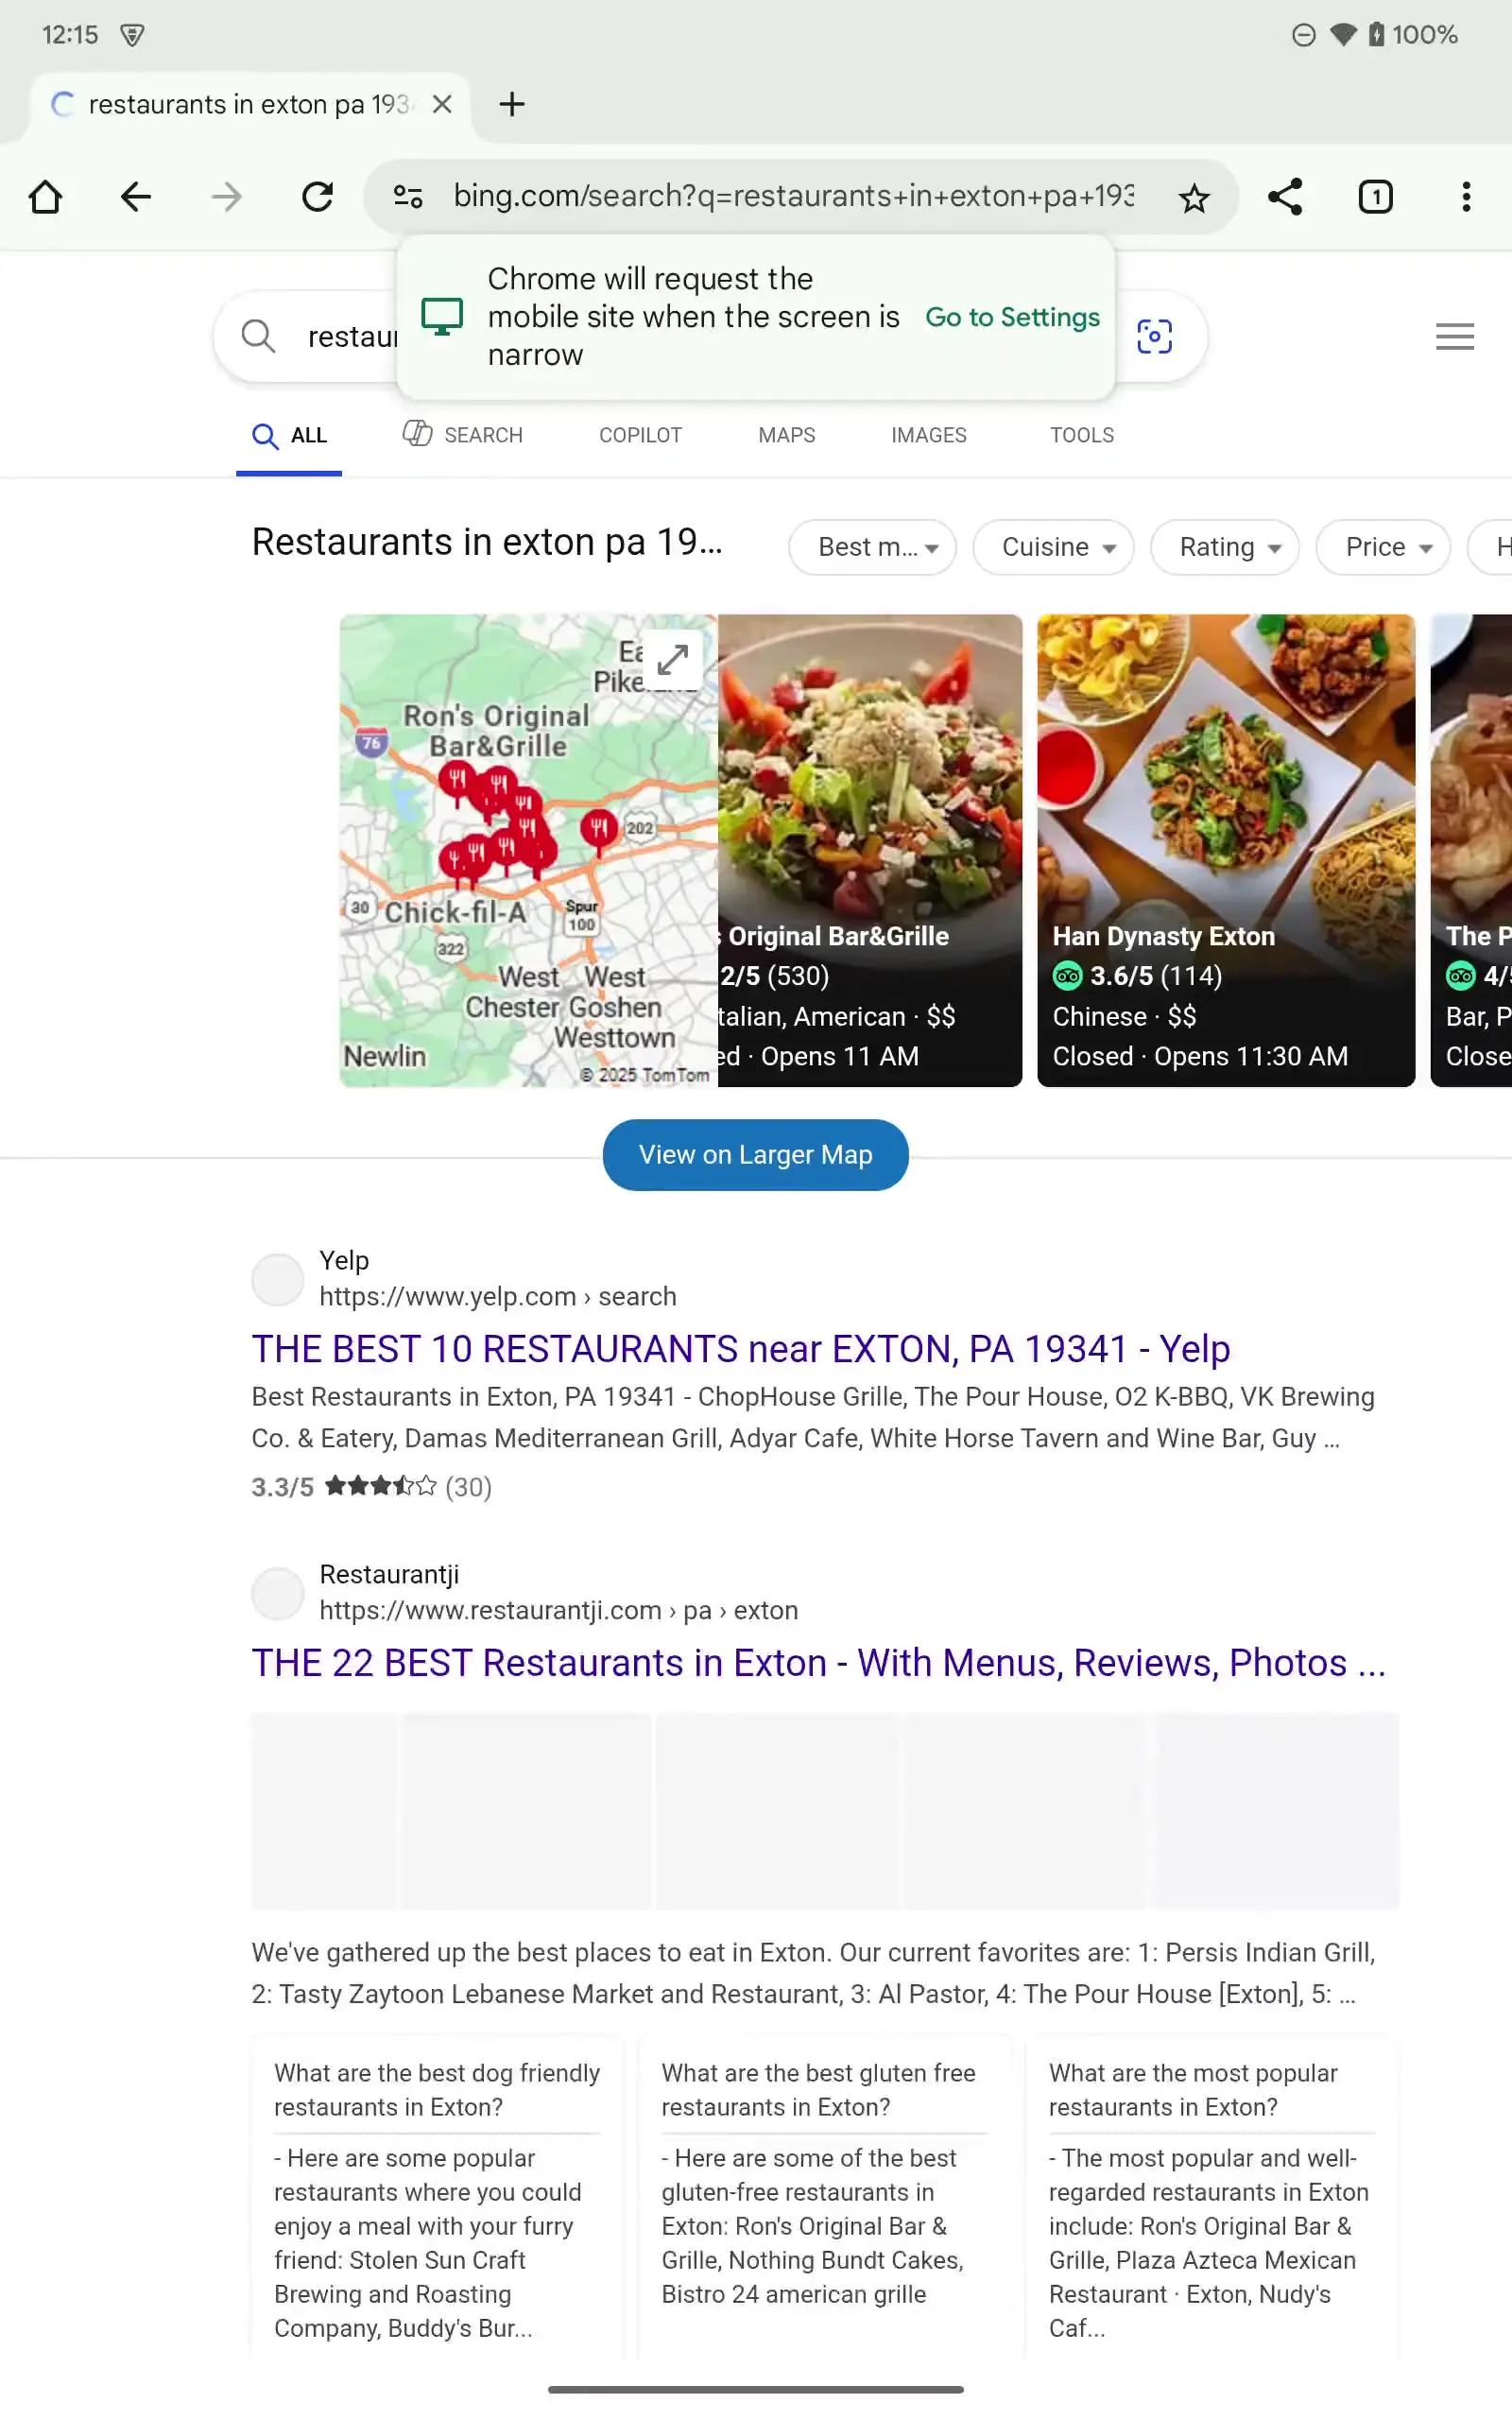 12:15
100%
restaurants in exton pa 193
bing.com/search?q=restaurants+in+exton+pa+193
Chrome will request the
mobile site when the screen is
narrow
Go to Settings
restaur
ALL
SEARCH
COPILOT
MAPS
IMAGES
TOOLS
Restaurants in exton pa 19...
Best m...
Cuisine
Rating
Price
H
Ea
Pike
Ron's Original
Bar&Grille
76
202
30
Chick-fil-A
Spur
100
322
West West
Chester Goshen
Westtown
Newlin
© 2025 TomTom
s Original Bar&Grille
2/5 (530)
talian, American · $$
ed · Opens 11 AM
Han Dynasty Exton
3.6/5 (114)
Chinese · $$
Closed · Opens 11:30 AM
The P
4/5
Bar, P
Close
View on Larger Map
Yelp
https://www.yelp.com › search
THE BEST 10 RESTAURANTS near EXTON, PA 19341 - Yelp
Best Restaurants in Exton, PA 19341 - ChopHouse Grille, The Pour House, O2 K-BBQ, VK Brewing
Co. & Eatery, Damas Mediterranean Grill, Adyar Cafe, White Horse Tavern and Wine Bar, Guy ...
3.3/5 ★★★⯪☆ (30)
Restaurantji
https://www.restaurantji.com › pa › exton
THE 22 BEST Restaurants in Exton - With Menus, Reviews, Photos ...
We've gathered up the best places to eat in Exton. Our current favorites are: 1: Persis Indian Grill,
2: Tasty Zaytoon Lebanese Market and Restaurant, 3: Al Pastor, 4: The Pour House [Exton], 5: ...
What are the best dog friendly
restaurants in Exton?
- Here are some popular
restaurants where you could
enjoy a meal with your furry
friend: Stolen Sun Craft
Brewing and Roasting
Company, Buddy's Bur...
What are the best gluten free
restaurants in Exton?
- Here are some of the best
gluten-free restaurants in
Exton: Ron's Original Bar &
Grille, Nothing Bundt Cakes,
Bistro 24 american grille
What are the most popular
restaurants in Exton?
- The most popular and well-
regarded restaurants in Exton
include: Ron's Original Bar &
Grille, Plaza Azteca Mexican
Restaurant · Exton, Nudy's
Caf...